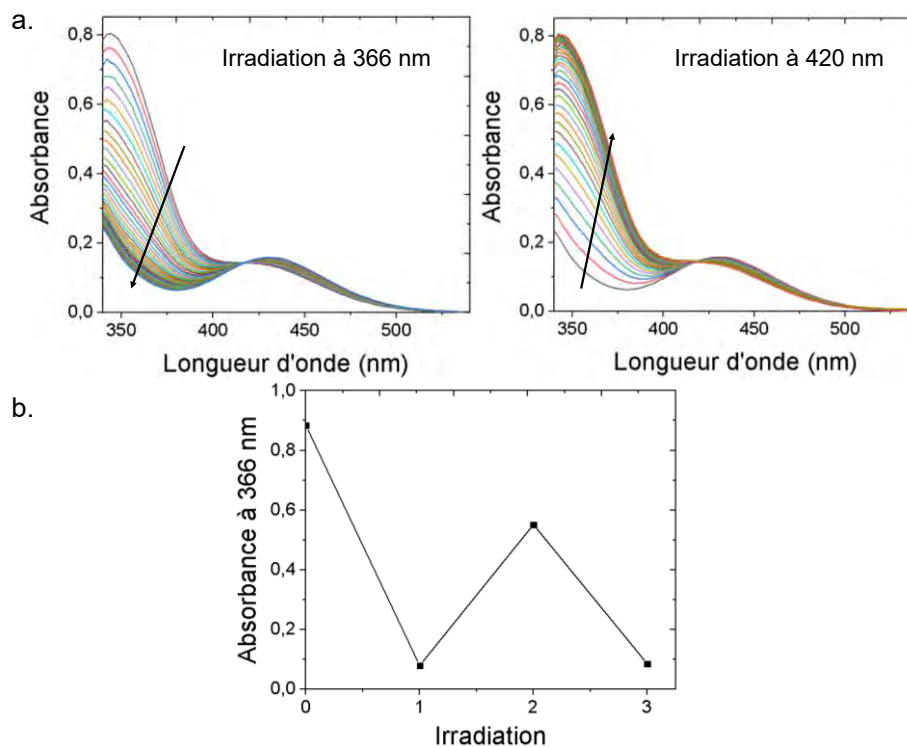 a.
Irradiation à 366 nm
Absorbance
0,8
0,6
0,4
0,2
0,0
350 400 450 500
Longueur d'onde (nm)
Irradiation à 420 nm
Absorbance
0,8
0,6
0,4
0,2
0,0
350 400 450 500
Longueur d'onde (nm)
b.
Absorbance à 366 nm
1,0
0,8
0,6
0,4
0,2
0,0
0 1 2 3
Irradiation